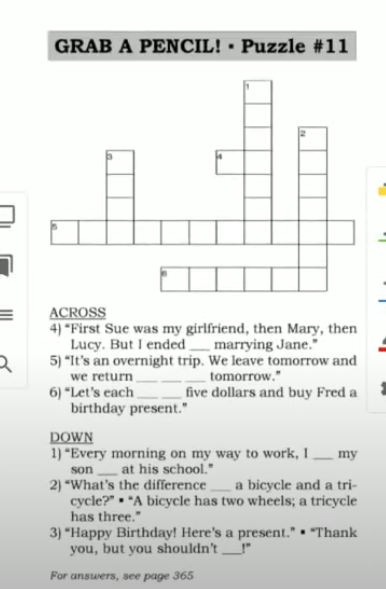 GRAB A PENCIL! ▪ Puzzle #11
1
2
3
4
5
6
ACROSS
4) “First Sue was my girlfriend, then Mary, then
Lucy. But I ended ___ marrying Jane.”
5) “It’s an overnight trip. We leave tomorrow and
we return ___ ___ ___ tomorrow.”
6) “Let’s each ___ ___ five dollars and buy Fred a
birthday present.”
DOWN
1) “Every morning on my way to work, I ___ my
son ___ at his school.”
2) “What’s the difference ___ a bicycle and a tri-
cycle?” ▪ “A bicycle has two wheels; a tricycle
has three.”
3) “Happy Birthday! Here’s a present.” ▪ “Thank
you, but you shouldn’t ___!”
For answers, see page 365